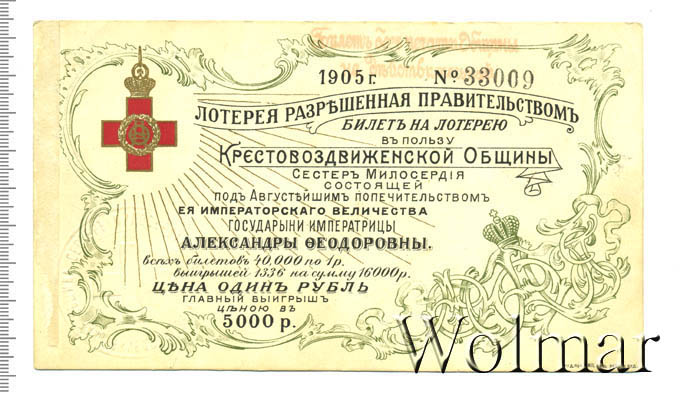 1905 г. № 33009
ЛОТЕРЕЯ РАЗРѢШЕННАЯ ПРАВИТЕЛЬСТВОМЪ
БИЛЕТЪ НА ЛОТЕРЕЮ
ВЪ ПОЛЬЗУ
КРЕСТОВОЗДВИЖЕНСКОЙ ОБЩИНЫ
СЕСТЕРЪ МИЛОСЕРДІЯ
СОСТОЯЩЕЙ
ПОДЪ АВГУСТѢЙШИМЪ ПОПЕЧИТЕЛЬСТВОМЪ
ЕЯ ИМПЕРАТОРСКАГО ВЕЛИЧЕСТВА
ГОСУДАРЫНИ ИМПЕРАТРИЦЫ
АЛЕКСАНДРЫ ѲЕОДОРОВНЫ.
всѣхъ билетовъ 40,000 по 1 р.
выигрышей 1336 на сумму 16000 р.
ЦѢНА ОДИНЪ РУБЛЬ
ГЛАВНЫЙ ВЫИГРЫШЪ
ЦѢНОЮ ВЪ
5000 р.
Wolmar